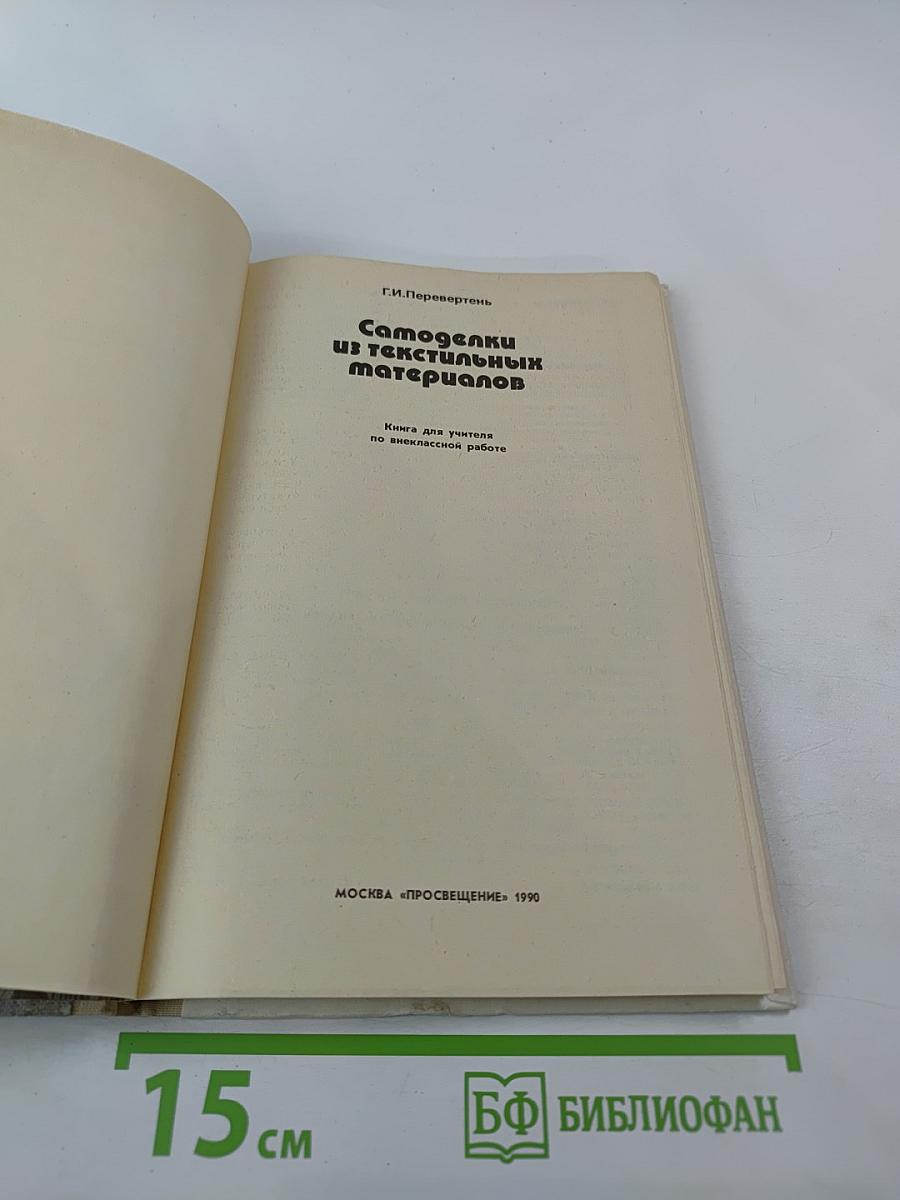 Г.И.Перевертень
Самоделки
из текстильных
материалов
Книга для учителя
по внеклассной работе
МОСКВА «ПРОСВЕЩЕНИЕ» 1990
15 см
БФ БИБЛИОФАН